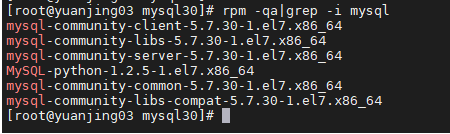 [root@yuanjing03 mysql30]# rpm -qa|grep -i mysql
mysql-community-client-5.7.30-1.el7.x86_64
mysql-community-libs-5.7.30-1.el7.x86_64
mysql-community-server-5.7.30-1.el7.x86_64
MySQL-python-1.2.5-1.el7.x86_64
mysql-community-common-5.7.30-1.el7.x86_64
mysql-community-libs-compat-5.7.30-1.el7.x86_64
[root@yuanjing03 mysql30]#